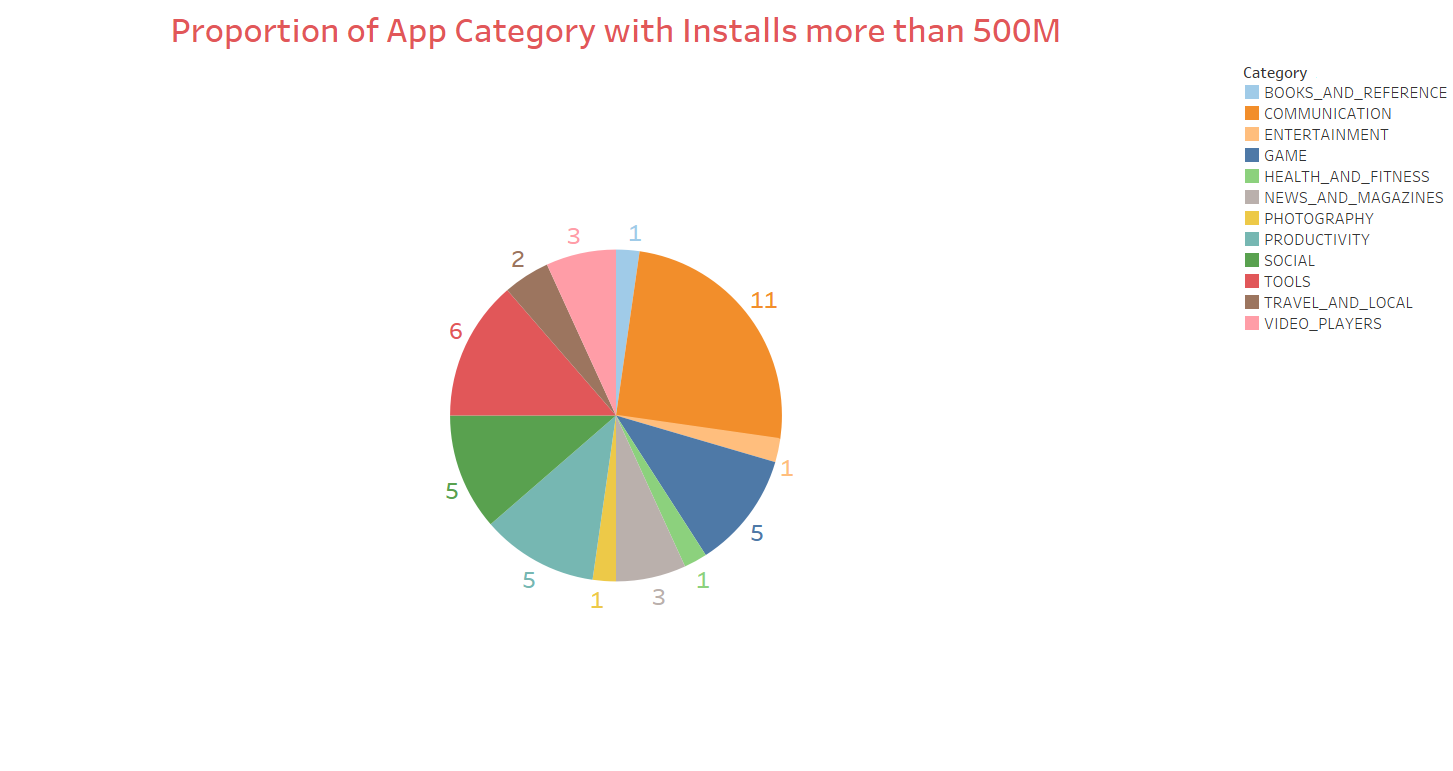 Proportion of App Category with Installs more than 500M
Category
BOOKS_AND_REFERENCE
COMMUNICATION
ENTERTAINMENT
GAME
HEALTH_AND_FITNESS
NEWS_AND_MAGAZINES
PHOTOGRAPHY
PRODUCTIVITY
SOCIAL
TOOLS
TRAVEL_AND_LOCAL
VIDEO_PLAYERS
1
11
1
5
1
3
1
5
5
6
2
3